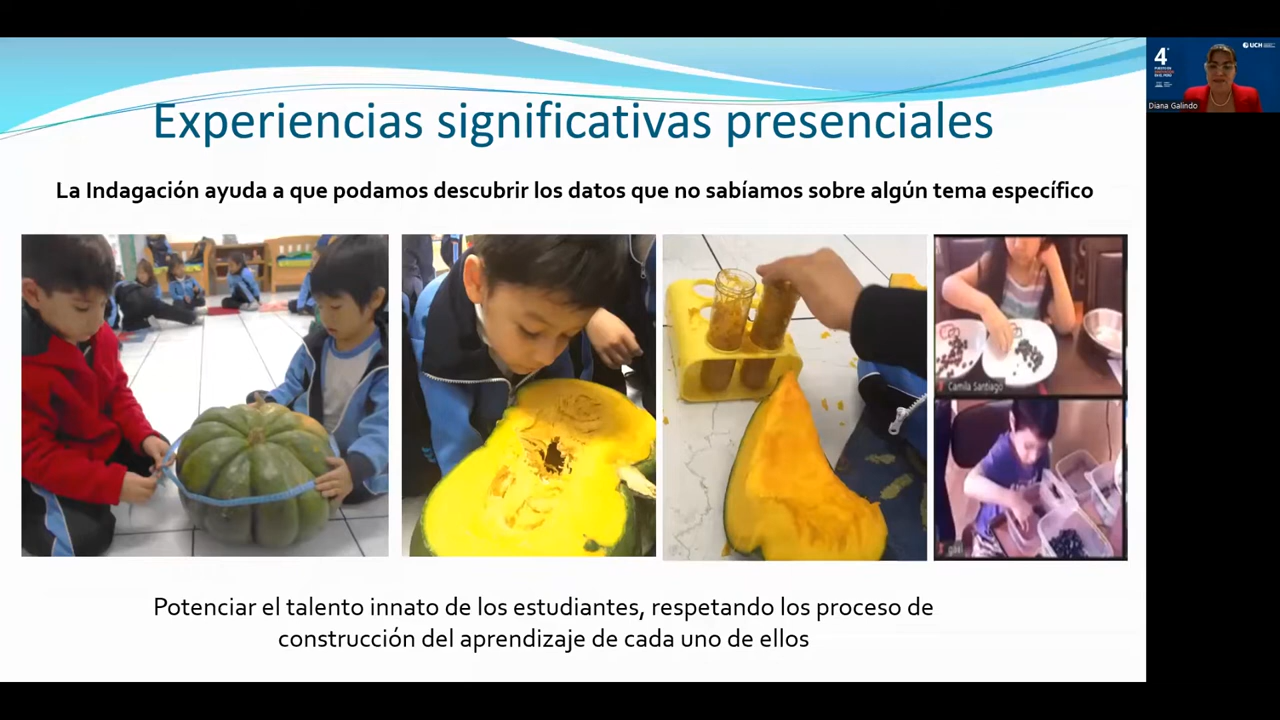 Experiencias significativas presenciales
La Indagación ayuda a que podamos descubrir los datos que no sabíamos sobre algún tema específico
Camila Santiago
Potenciar el talento innato de los estudiantes, respetando los proceso de
construcción del aprendizaje de cada uno de ellos
4
UCH
Diana Galindo